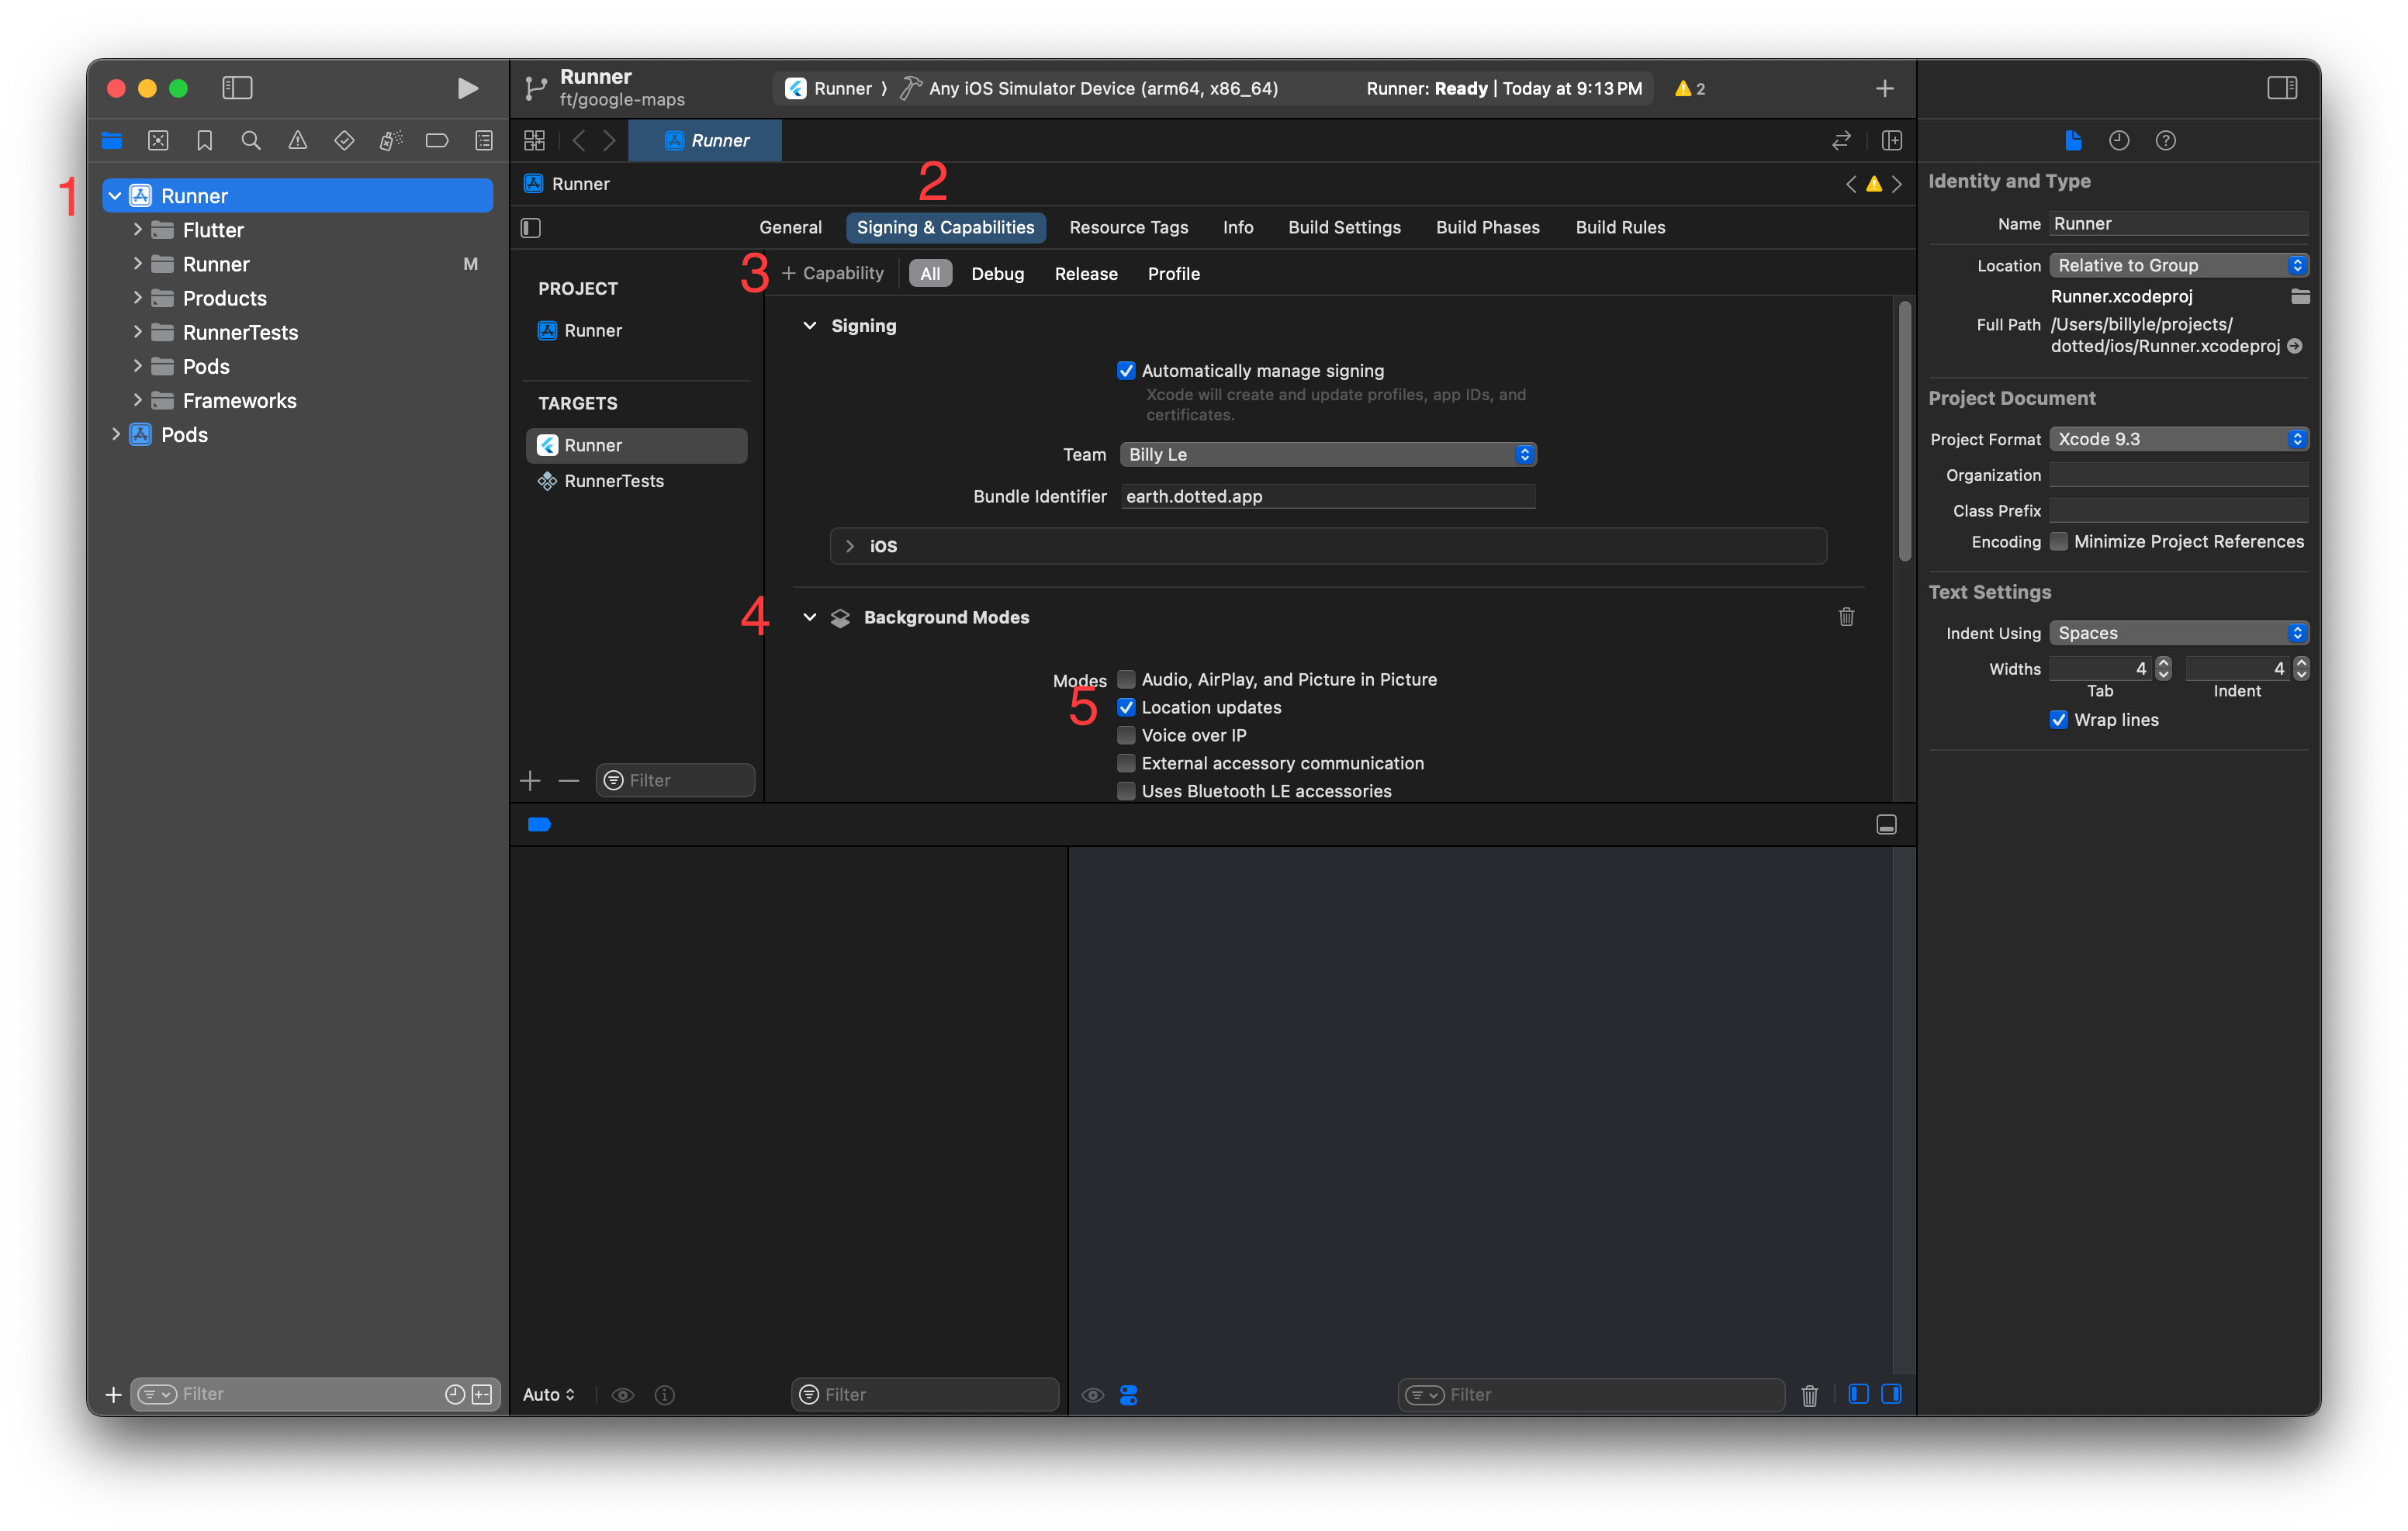 Runner
ft/google-maps
Runner
Any iOS Simulator Device (arm64, x86_64)
Runner: Ready | Today at 9:13 PM
2
1
Runner
Flutter
Runner
M
Products
RunnerTests
Pods
Frameworks
Pods
Filter
Runner
Runner
2
General
Signing & Capabilities
Resource Tags
Info
Build Settings
Build Phases
Build Rules
PROJECT
Runner
TARGETS
Runner
RunnerTests
Filter
3
+ Capability
All
Debug
Release
Profile
Signing
Automatically manage signing
Xcode will create and update profiles, app IDs, and
certificates.
Team
Billy Le
Bundle Identifier
earth.dotted.app
iOS
4
Background Modes
Modes
Audio, AirPlay, and Picture in Picture
5
Location updates
Voice over IP
External accessory communication
Uses Bluetooth LE accessories
Auto
Filter
Filter
Identity and Type
Name
Runner
Location
Relative to Group
Runner.xcodeproj
Full Path
/Users/billyle/projects/
dotted/ios/Runner.xcodeproj
Project Document
Project Format
Xcode 9.3
Organization
Class Prefix
Encoding
Minimize Project References
Text Settings
Indent Using
Spaces
Widths
4
4
Tab
Indent
Wrap lines